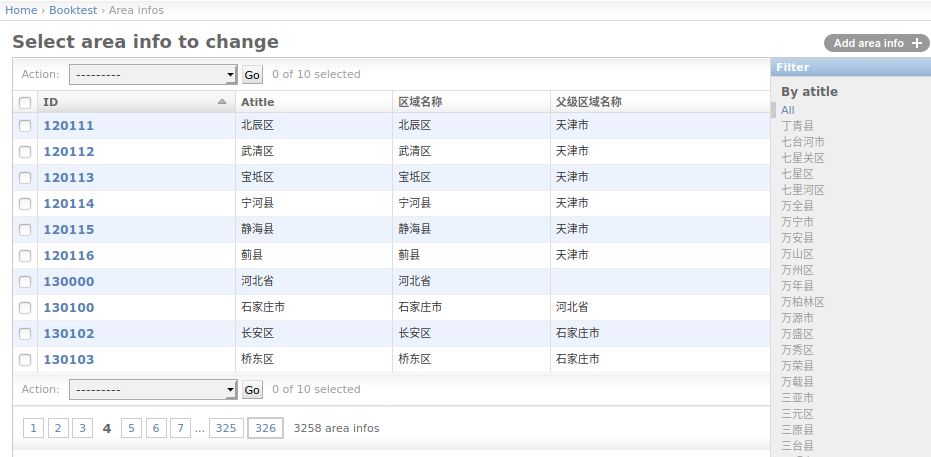 Home › Booktest › Area infos
Select area info to change
Add area info
Action: --------- Go 0 of 10 selected
ID Atitle 区域名称 父级区域名称
120111 北辰区 北辰区 天津市
120112 武清区 武清区 天津市
120113 宝坻区 宝坻区 天津市
120114 宁河县 宁河县 天津市
120115 静海县 静海县 天津市
120116 蓟县 蓟县 天津市
130000 河北省 河北省
130100 石家庄市 石家庄市 河北省
130102 长安区 长安区 石家庄市
130103 桥东区 桥东区 石家庄市
Action: --------- Go 0 of 10 selected
1 2 3 4 5 6 7 ... 325 326 3258 area infos
Filter
By atitle
All
丁青县
七台河市
七星关区
七星区
七里河区
万全县
万宁市
万安县
万山区
万州区
万年县
万柏林区
万源市
万盛区
万秀区
万荣县
万载县
三亚市
三元区
三原县
三台县